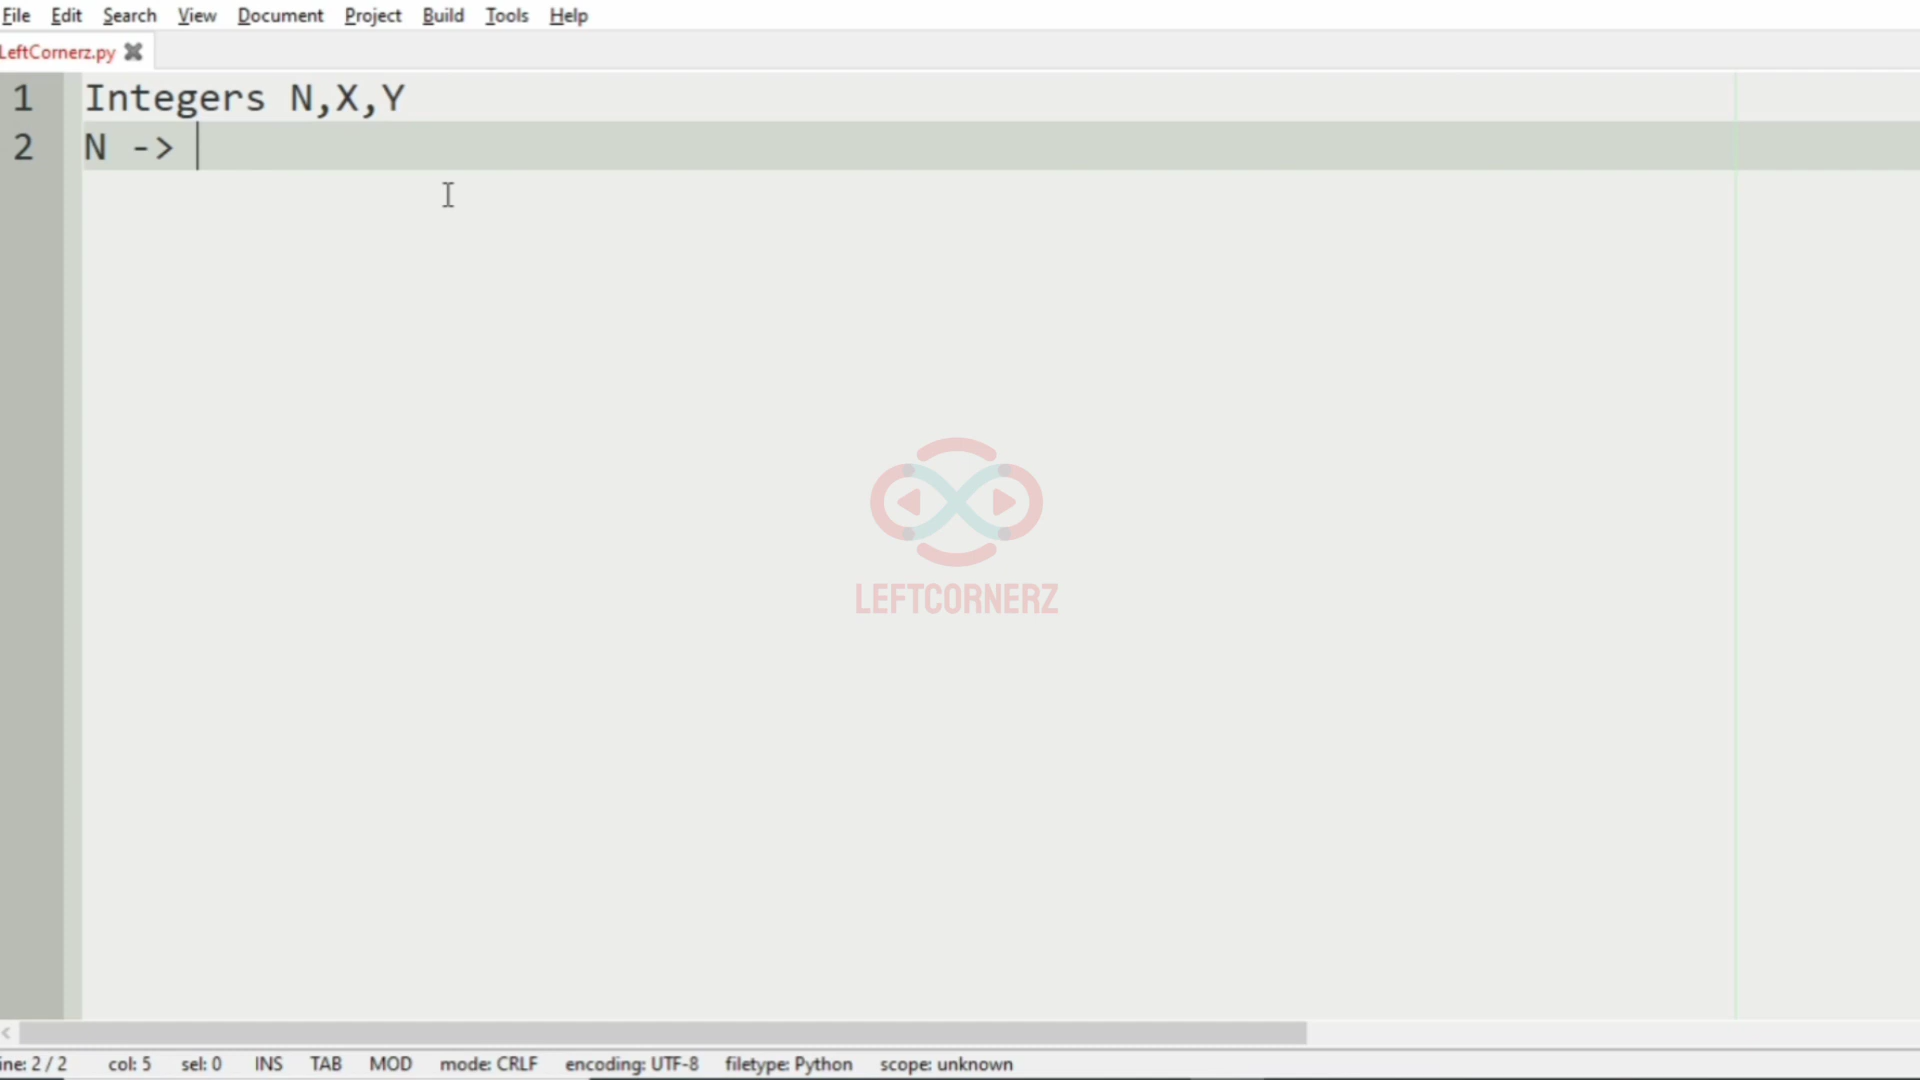 File Edit Search View Document Project Build Tools Help
LeftCornerz.py
1 Integers N,X,Y
2 N ->
LEFTCORNERZ
ine: 2 / 2 col: 5 sel: 0 INS TAB MOD mode: CRLF encoding: UTF-8 filetype: Python scope: unknown